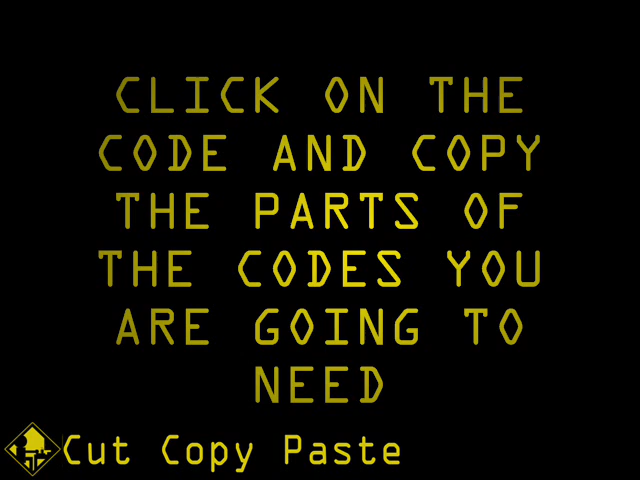 CLICK ON THE
CODE AND COPY
THE PARTS OF
THE CODES YOU
ARE GOING TO
NEED
Cut Copy Paste